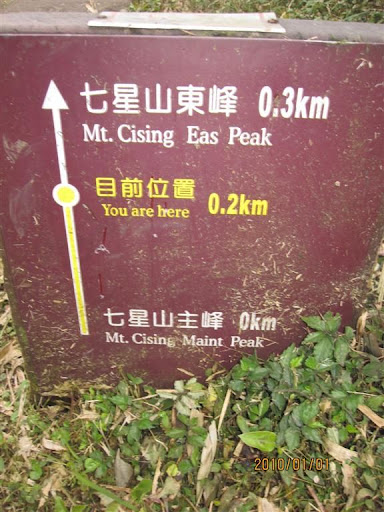 七星山東峰 0.3km
Mt. Cising Eas Peak
目前位置 0.2km
You are here
七星山主峰 0km
Mt. Cising Maint Peak
2010/01/01